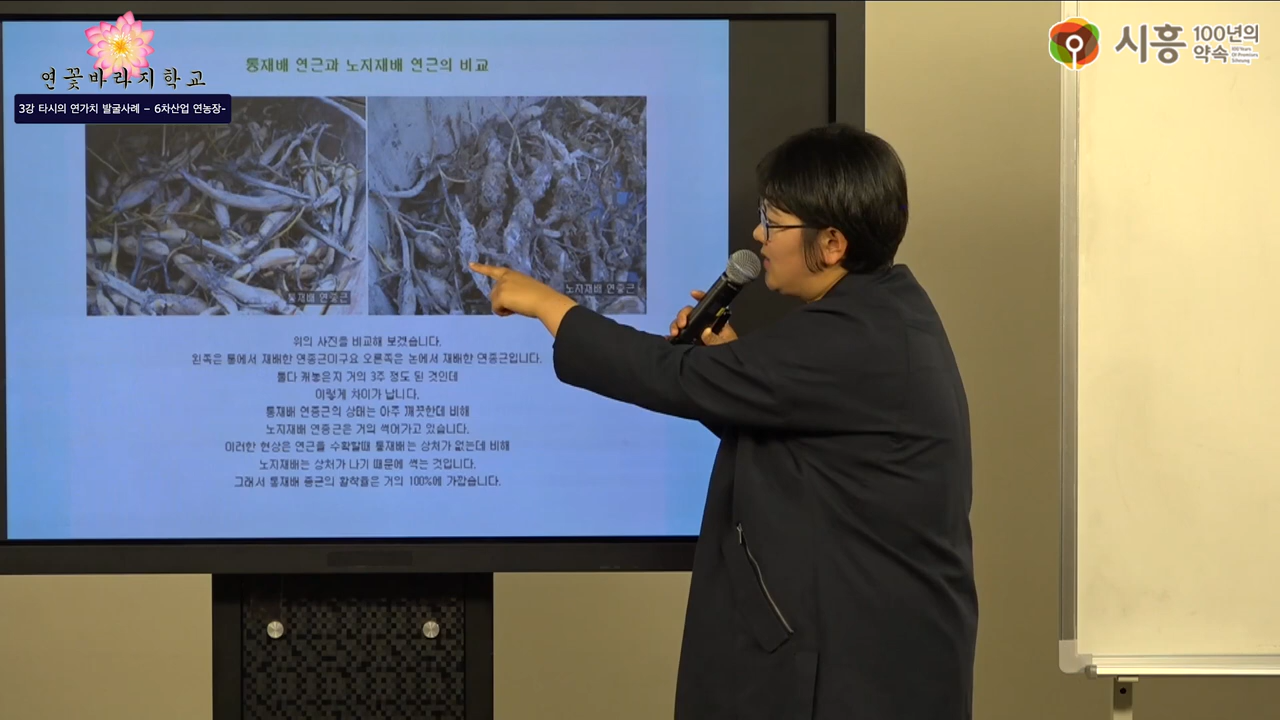 연꽃바라지학교
3강 타시의 연가치 발굴사례 – 6차산업 연농장-
시흥 100년의 약속
100 Years Of Promises Siheung
통재배 연근과 노지재배 연근의 비교
통재배 연종근
노지재배 연종근
위의 사진을 비교해 보겠습니다.
왼쪽은 통에서 재배한 연종근이구요 오른쪽은 논에서 재배한 연종근입니다.
둘다 캐놓은지 거의 3주 정도 된 것인데
이렇게 차이가 납니다.
통재배 연종근의 상태는 아주 깨끗한데 비해
노지재배 연종근은 거의 썩어가고 있습니다.
이러한 현상은 연근을 수확할때 통재배는 상처가 없는데 비해
노지재배는 상처가 나기 때문에 썩는 것입니다.
그래서 통재배 종근의 활착률은 거의 100%에 가깝습니다.